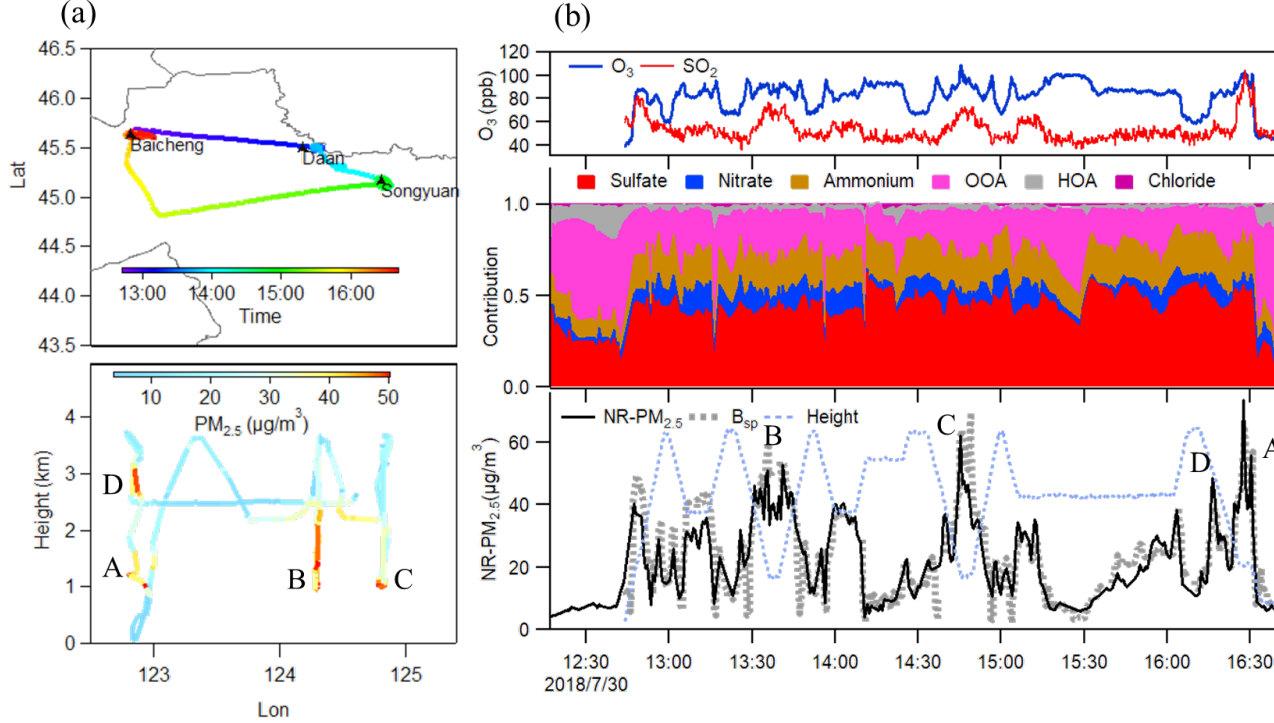 (a)
46.5
46.0
45.5
45.0
44.5
44.0
43.5
Lat
Baicheng
Daan
Songyuan
13:00 14:00 15:00 16:00
Time
10 20 30 40 50
PM2.5 (µg/m3)
4
3
2
1
0
Height (km)
D
A
B
C
123 124 125
Lon
(b)
120
100
80
60
40
O3 (ppb)
O3 SO2
Sulfate Nitrate Ammonium OOA HOA Chloride
1.0
0.5
0.0
Contribution
NR-PM2.5 Bsp Height
60
40
20
0
NR-PM2.5(µg/m3)
B
C
D
A
12:30 13:00 13:30 14:00 14:30 15:00 15:30 16:00 16:30
2018/7/30